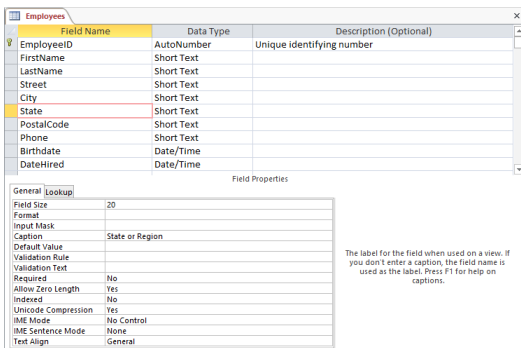 Employees
Field Name Data Type Description (Optional)
EmployeeID AutoNumber Unique identifying number
FirstName Short Text
LastName Short Text
Street Short Text
City Short Text
State Short Text
PostalCode Short Text
Phone Short Text
Birthdate Date/Time
DateHired Date/Time
Field Properties
General Lookup
Field Size 20
Format
Input Mask
Caption State or Region
Default Value
Validation Rule
Validation Text
Required No
Allow Zero Length Yes
Indexed No
Unicode Compression Yes
IME Mode No Control
IME Sentence Mode None
Text Align General
The label for the field when used on a view. If
you don't enter a caption, the field name is
used as the label. Press F1 for help on
captions.